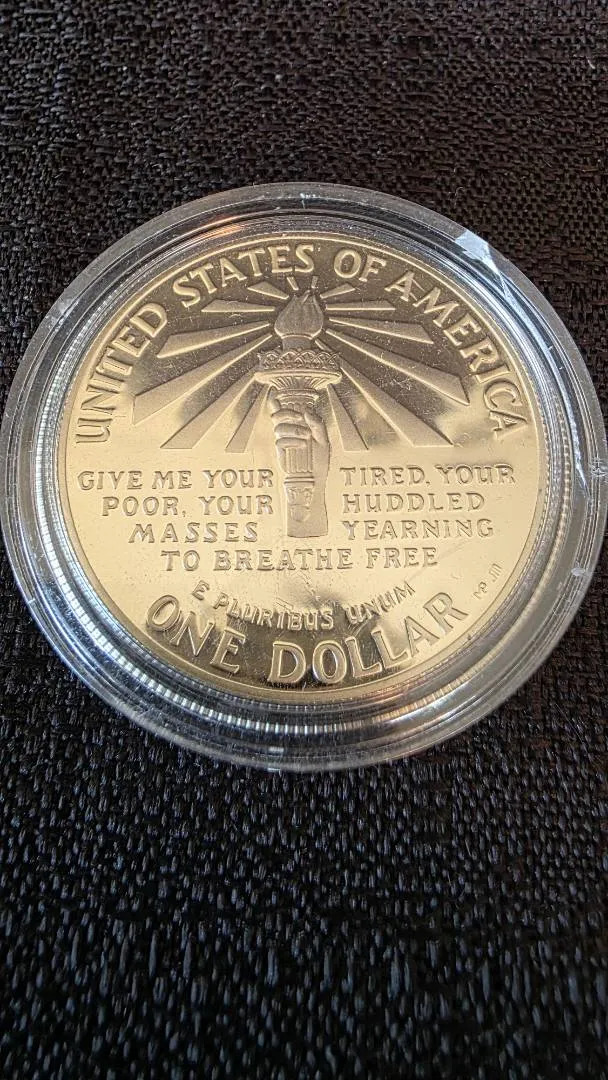 UNITED STATES OF AMERICA
GIVE ME YOUR TIRED, YOUR
POOR, YOUR HUDDLED
MASSES YEARNING
TO BREATHE FREE
E PLURIBUS UNUM
ONE DOLLAR